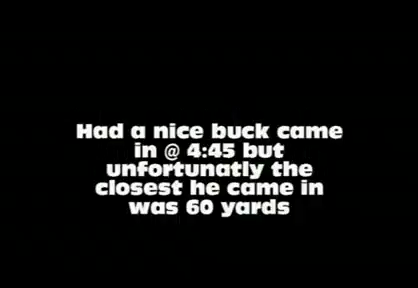 Had a nice buck came
in @ 4:45 but
unfortunatly the
closest he came in
was 60 yards